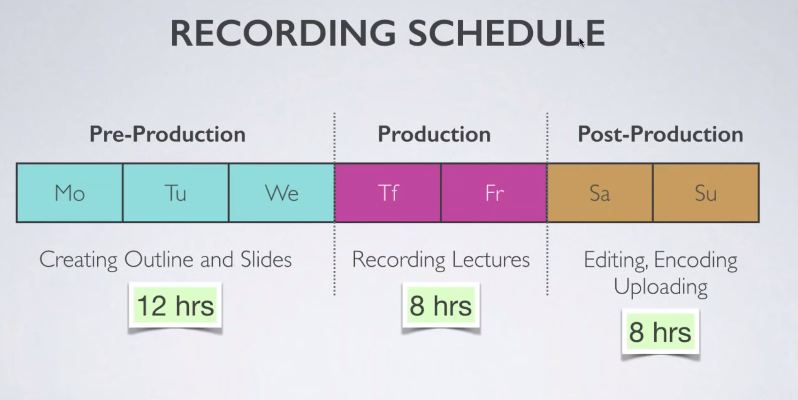 RECORDING SCHEDULE
Pre-Production
Production
Post-Production
Mo Tu We Tf Fr Sa Su
Creating Outline and Slides
Recording Lectures
Editing, Encoding
Uploading
12 hrs
8 hrs
8 hrs